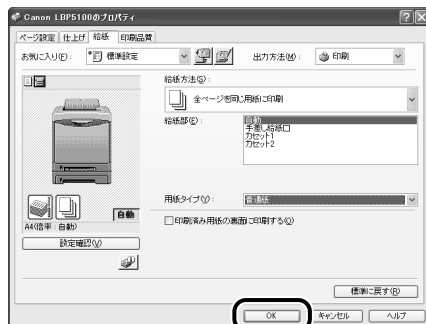 Canon LBP5100のプロパティ
ページ設定 仕上げ 給紙 印刷品質
お気に入り(F): 標準設定 出力方法(M): 印刷
給紙方法(S):
全ページを同じ用紙に印刷
給紙部(E): 自動
手差し給紙口
カセット1
カセット2
自動
用紙タイプ(Y): 普通紙
印刷済み用紙の裏面に印刷する(Q)
A4(倍率: 自動)
設定確認(V)
標準に戻す(R)
OK キャンセル ヘルプ